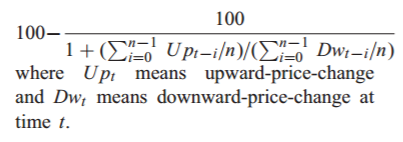 100− 100 / 1 + (∑_{i=0}^{n−1} Up_{t−i}/n)/(∑_{i=0}^{n−1} Dw_{t−i}/n)
where Up_t means upward-price-change
and Dw_t means downward-price-change at
time t.